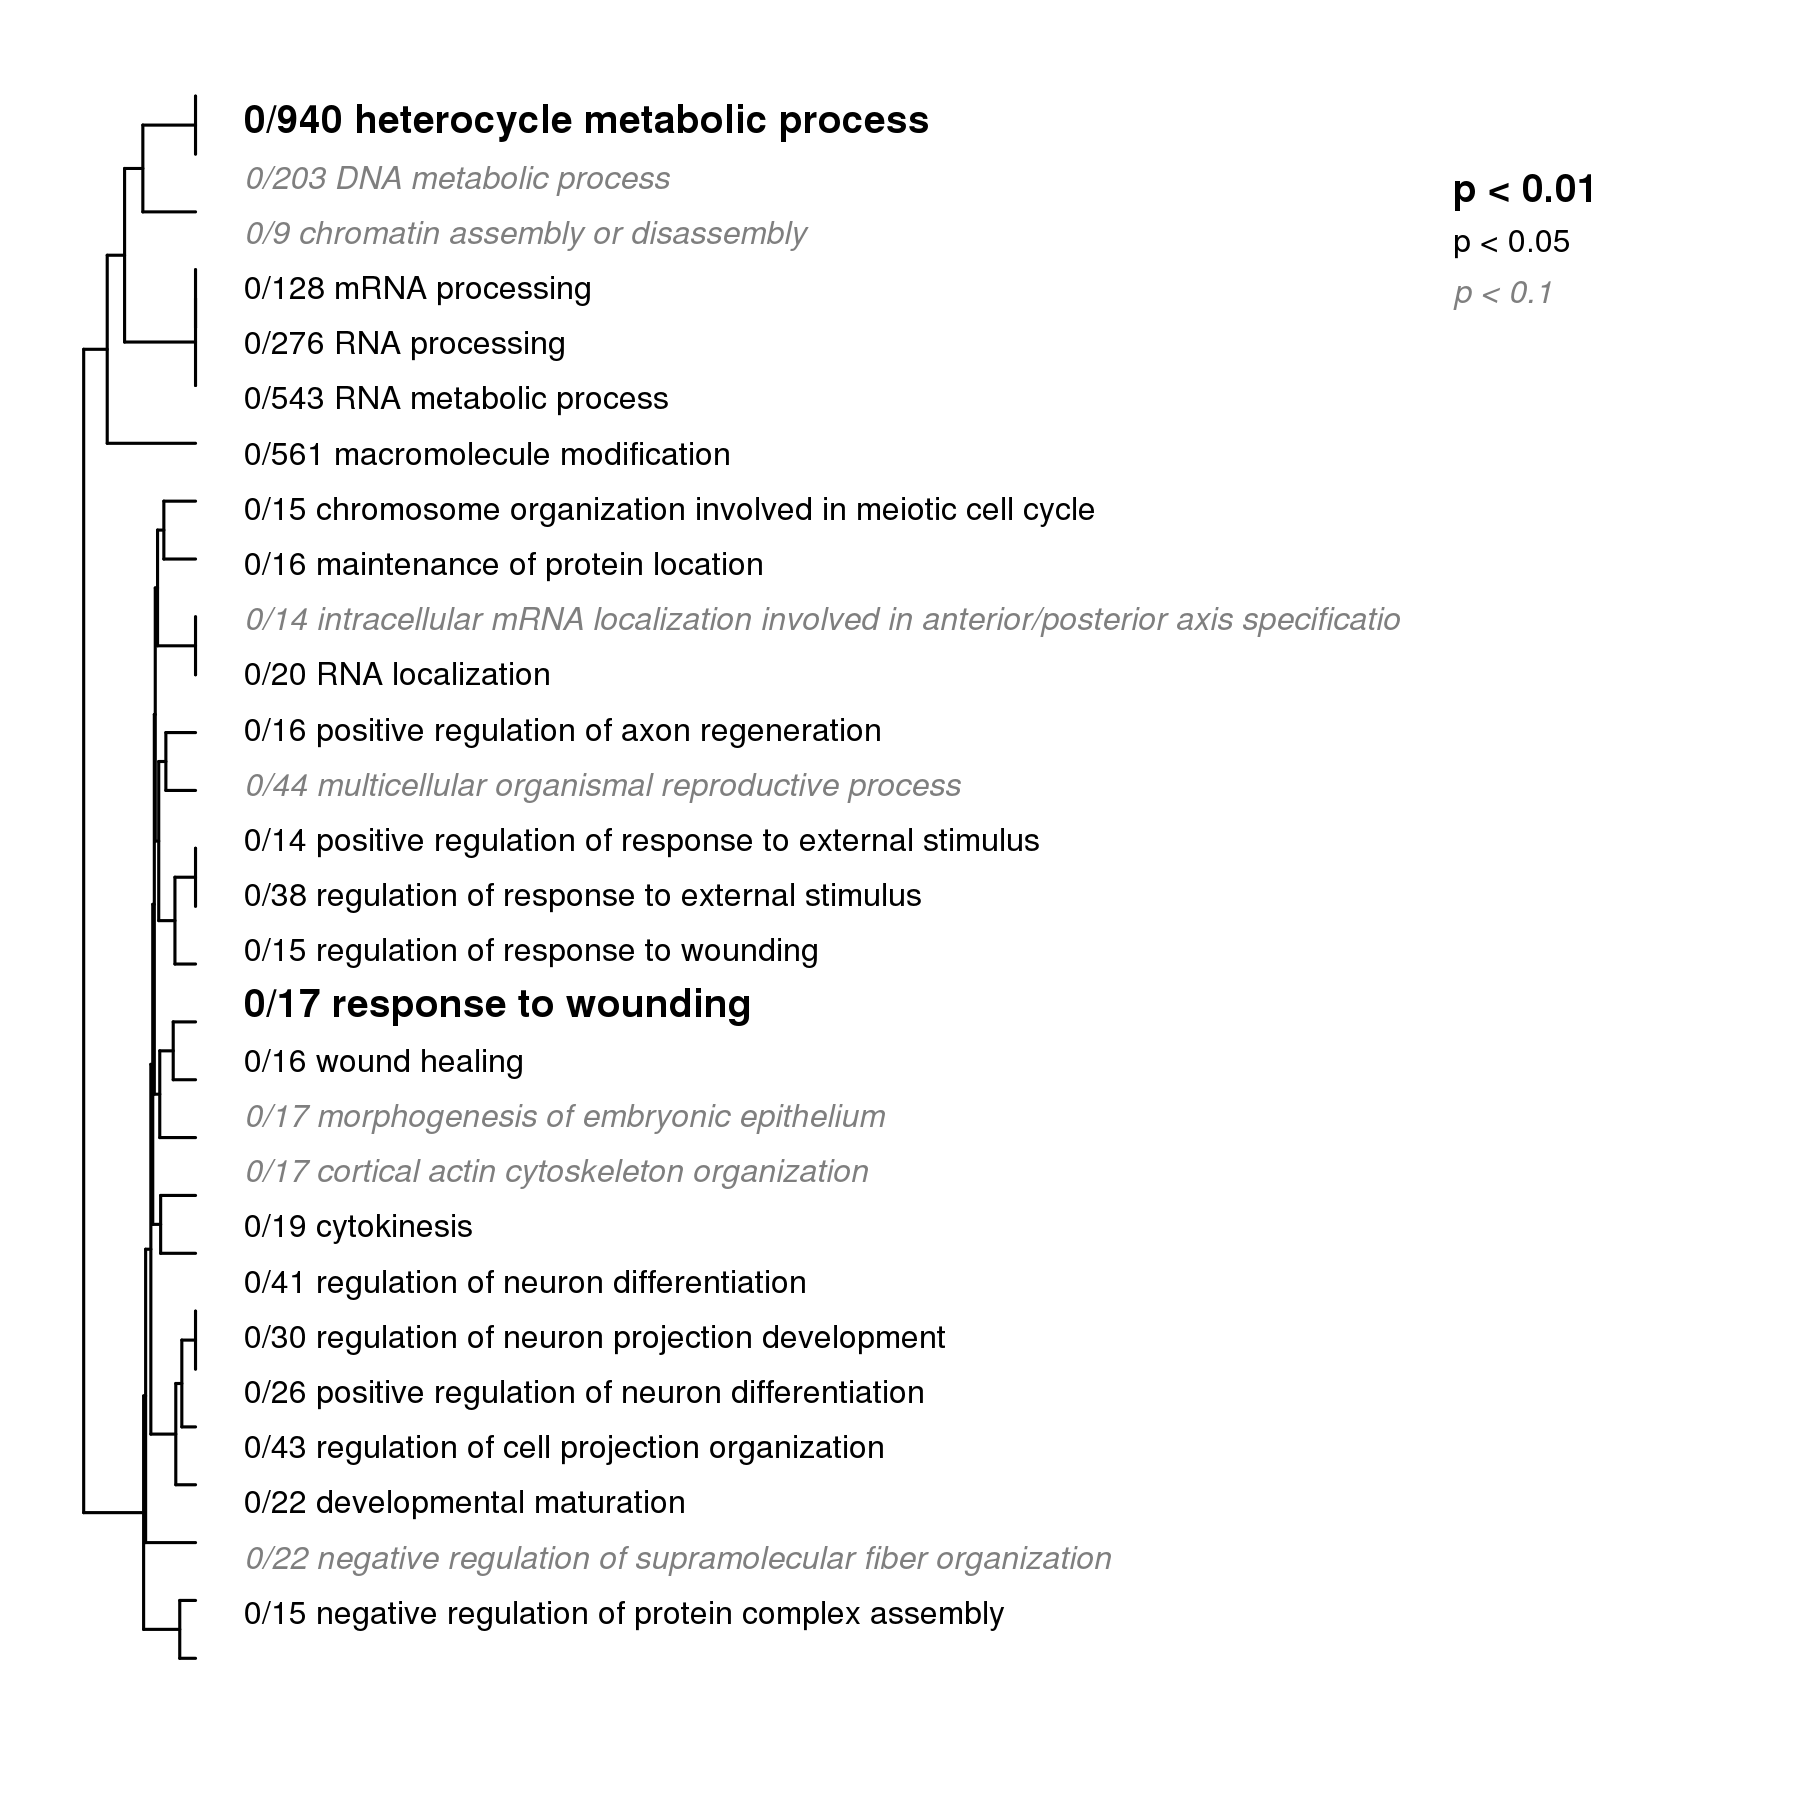 0/940 heterocycle metabolic process
0/203 DNA metabolic process
0/9 chromatin assembly or disassembly
0/128 mRNA processing
0/276 RNA processing
0/543 RNA metabolic process
0/561 macromolecule modification
0/15 chromosome organization involved in meiotic cell cycle
0/16 maintenance of protein location
0/14 intracellular mRNA localization involved in anterior/posterior axis specificatio
0/20 RNA localization
0/16 positive regulation of axon regeneration
0/44 multicellular organismal reproductive process
0/14 positive regulation of response to external stimulus
0/38 regulation of response to external stimulus
0/15 regulation of response to wounding
0/17 response to wounding
0/16 wound healing
0/17 morphogenesis of embryonic epithelium
0/17 cortical actin cytoskeleton organization
0/19 cytokinesis
0/41 regulation of neuron differentiation
0/30 regulation of neuron projection development
0/26 positive regulation of neuron differentiation
0/43 regulation of cell projection organization
0/22 developmental maturation
0/22 negative regulation of supramolecular fiber organization
0/15 negative regulation of protein complex assembly
p < 0.01
p < 0.05
p < 0.1